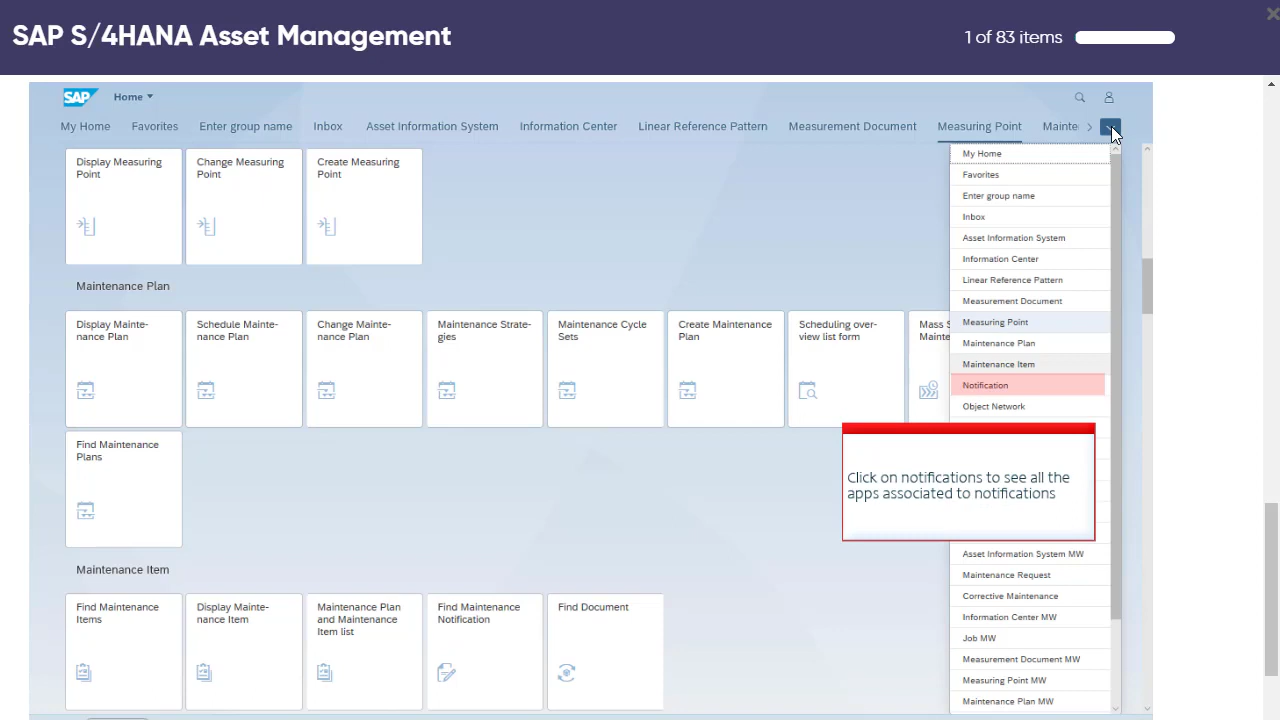 SAP S/4HANA Asset Management
1 of 83 items
SAP
Home
My Home
Favorites
Enter group name
Inbox
Asset Information System
Information Center
Linear Reference Pattern
Measurement Document
Measuring Point
Mainte
Display Measuring
Point
Change Measuring
Point
Create Measuring
Point
Maintenance Plan
Display Mainte-
nance Plan
Schedule Mainte-
nance Plan
Change Mainte-
nance Plan
Maintenance Strate-
gies
Maintenance Cycle
Sets
Create Maintenance
Plan
Scheduling over-
view list form
Mass S
Mainte
Find Maintenance
Plans
Maintenance Item
Find Maintenance
Items
Display Mainte-
nance Item
Maintenance Plan
and Maintenance
Item list
Find Maintenance
Notification
Find Document
My Home
Favorites
Enter group name
Inbox
Asset Information System
Information Center
Linear Reference Pattern
Measurement Document
Measuring Point
Maintenance Plan
Maintenance Item
Notification
Object Network
Click on notifications to see all the
apps associated to notifications
Asset Information System MW
Maintenance Request
Corrective Maintenance
Information Center MW
Job MW
Measurement Document MW
Measuring Point MW
Maintenance Plan MW